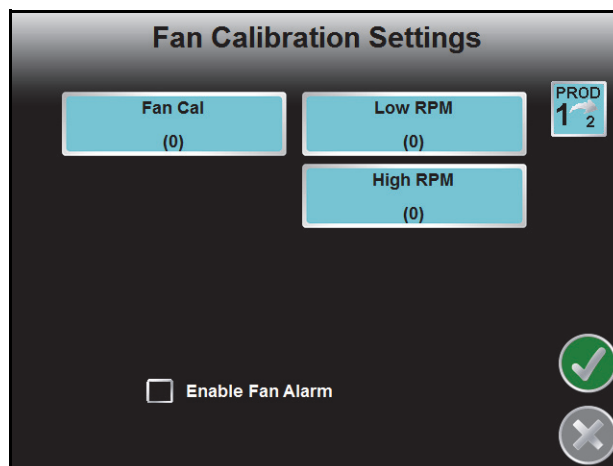 Fan Calibration Settings
Fan Cal
(0)
Low RPM
(0)
PROD
1 2
High RPM
(0)
Enable Fan Alarm